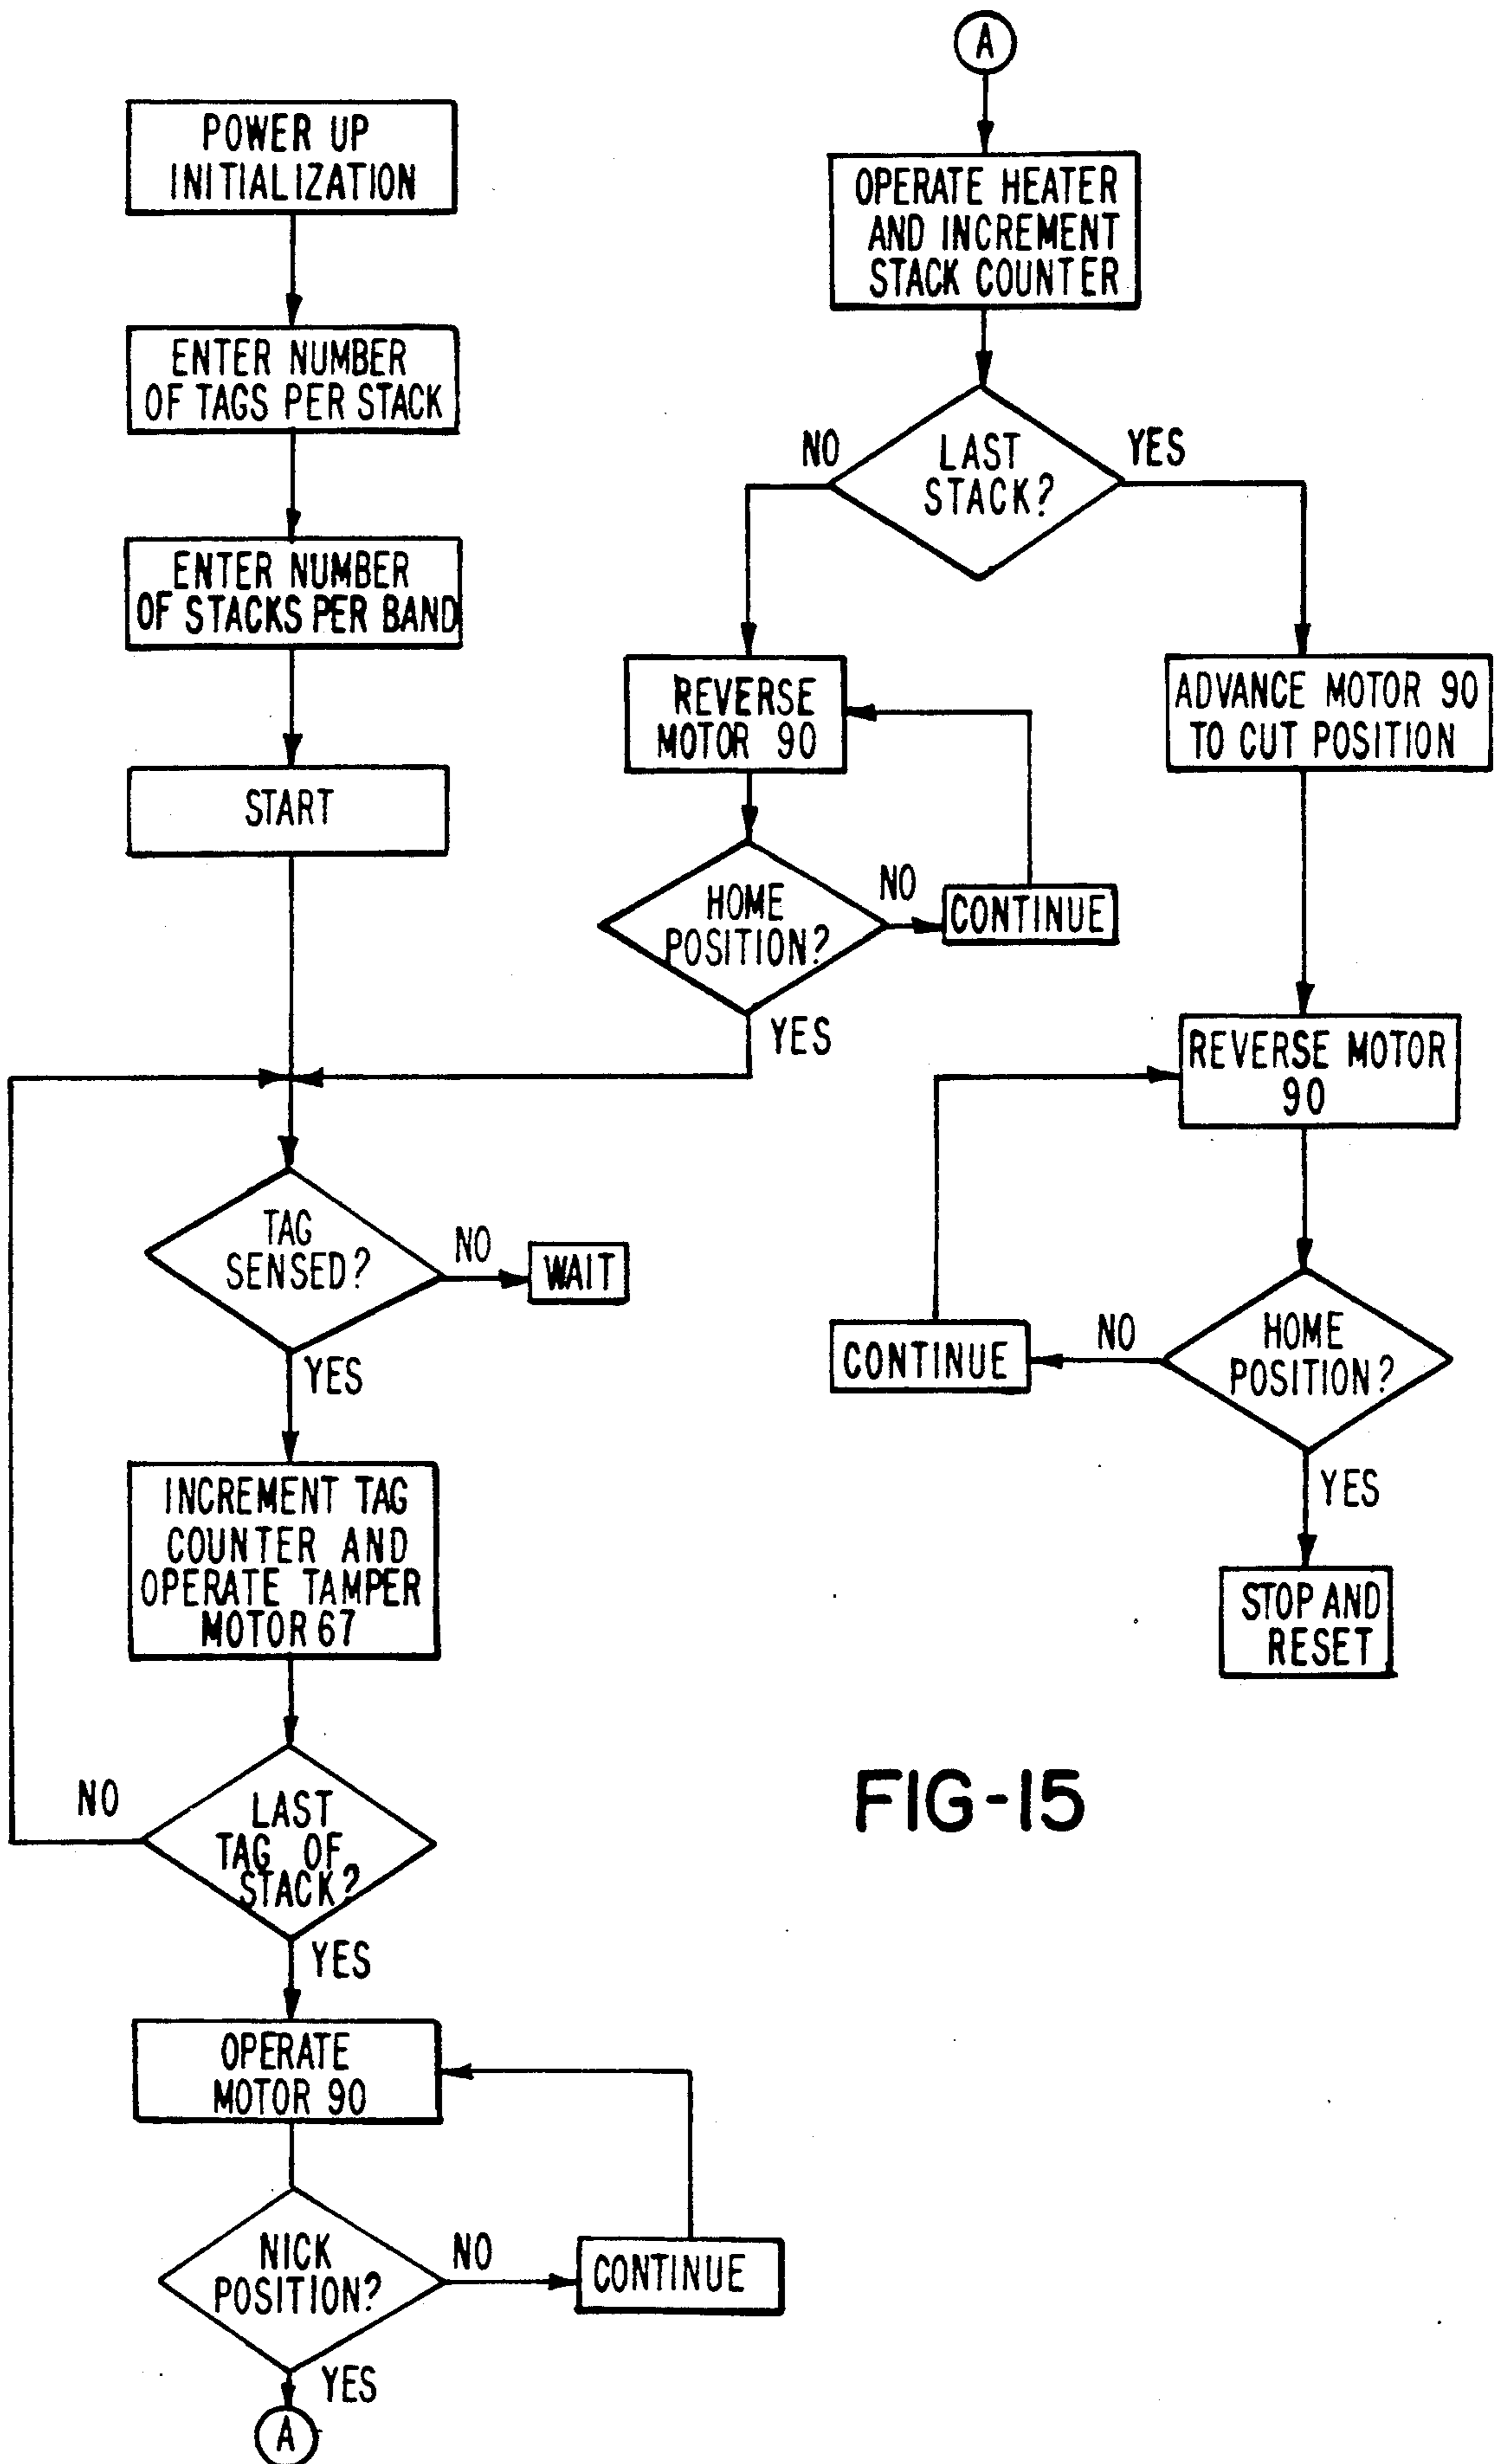 POWER UP
INITIALIZATION
ENTER NUMBER
OF TAGS PER STACK
ENTER NUMBER
OF STACKS PER BAND
START
TAG
SENSED?
NO
WAIT
YES
INCREMENT TAG
COUNTER AND
OPERATE TAMPER
MOTOR 67
LAST
TAG OF
STACK?
NO
YES
OPERATE
MOTOR 90
NICK
POSITION?
NO
CONTINUE
YES
A
A
OPERATE HEATER
AND INCREMENT
STACK COUNTER
LAST
STACK?
NO
YES
REVERSE
MOTOR 90
HOME
POSITION?
NO
CONTINUE
YES
ADVANCE MOTOR 90
TO CUT POSITION
REVERSE MOTOR
90
HOME
POSITION?
NO
CONTINUE
YES
STOP AND
RESET
FIG-15